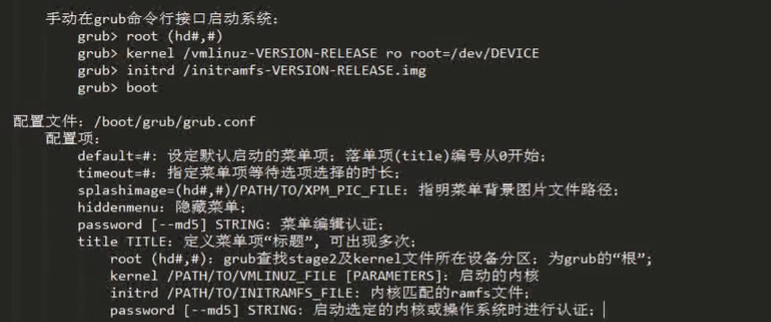 手动在grub命令行接口启动系统：
grub> root (hd#,#)
grub> kernel /vmlinuz-VERSION-RELEASE ro root=/dev/DEVICE
grub> initrd /initramfs-VERSION-RELEASE.img
grub> boot
配置文件：/boot/grub/grub.conf
配置项：
default=#: 设定默认启动的菜单项；落单项(title)编号从0开始；
timeout=#：指定菜单项等待选项选择的时长；
splashimage=(hd#,#)/PATH/TO/XPM_PIC_FILE：指明菜单背景图片文件路径；
hiddenmenu：隐藏菜单；
password [--md5] STRING: 菜单编辑认证；
title TITLE：定义菜单项“标题”, 可出现多次；
root (hd#,#)：grub查找stage2及kernel文件所在设备分区；为grub的“根”;
kernel /PATH/TO/VMLINUZ_FILE [PARAMETERS]：启动的内核
initrd /PATH/TO/INITRAMFS_FILE: 内核匹配的ramfs文件；
password [--md5] STRING: 启动选定的内核或操作系统时进行认证；